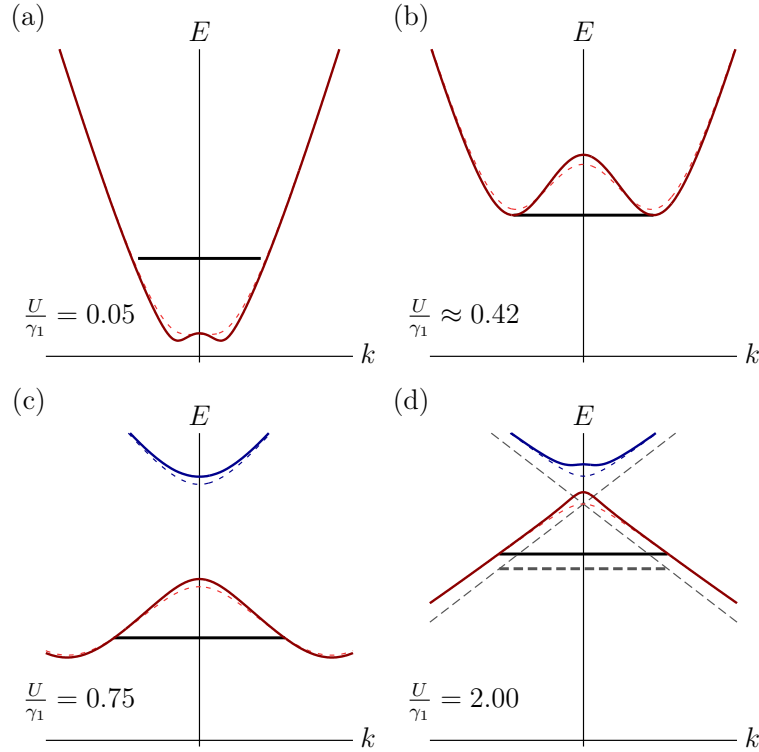 (a)
E
k
U/γ₁ = 0.05
(b)
E
k
U/γ₁ ≈ 0.42
(c)
E
k
U/γ₁ = 0.75
(d)
E
k
U/γ₁ = 2.00